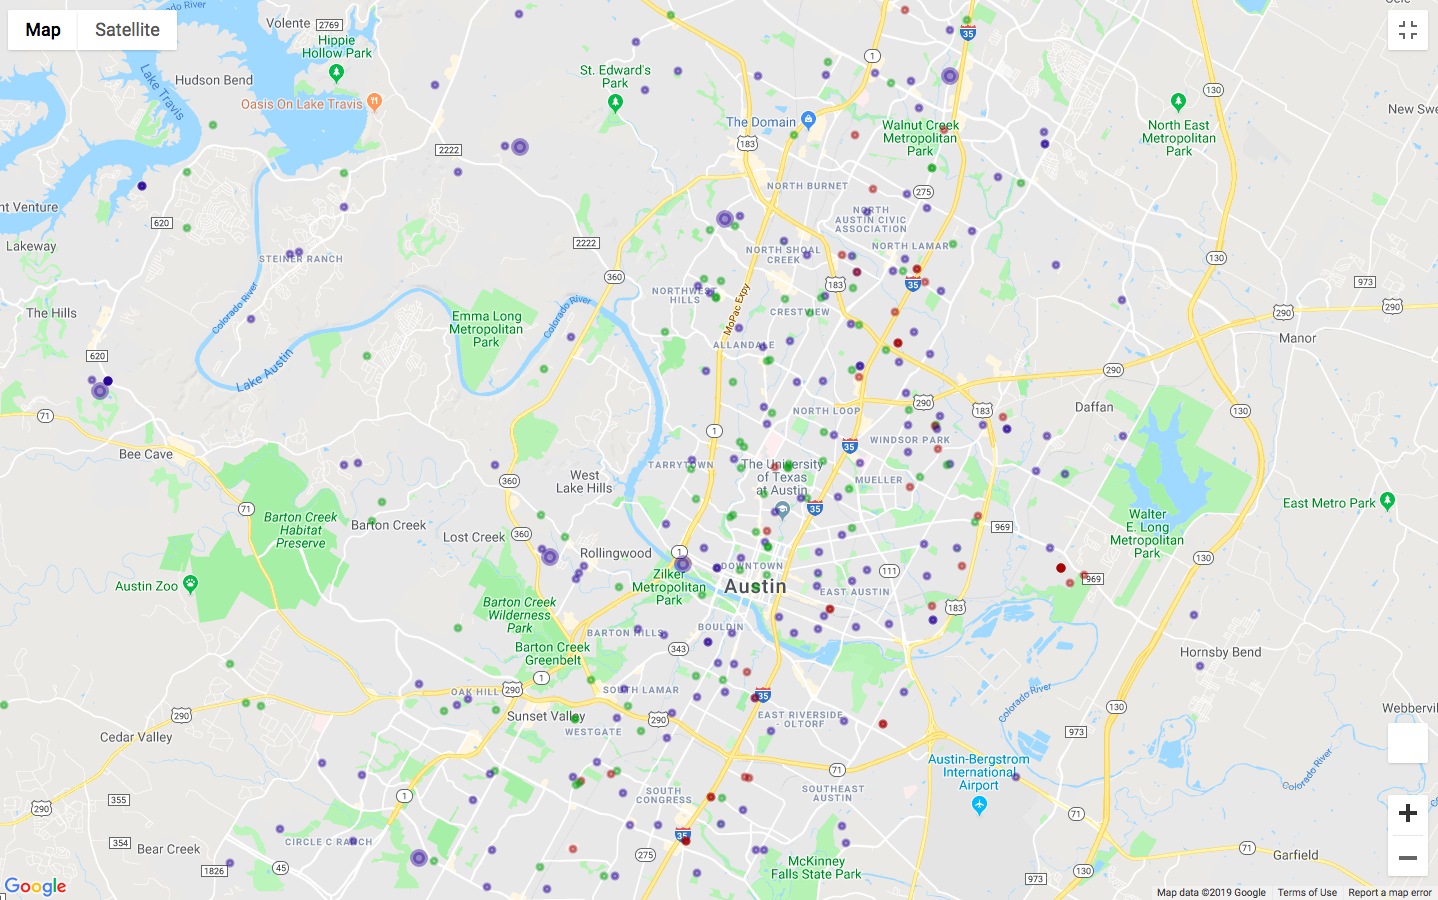 Map
Satellite
Colorado River
Volente
2769
Hippie
Hollow Park
35
1
St. Edward's
Park
Hudson Bend
Lake Travis
Oasis On Lake Travis
130
New Swe
The Domain
Walnut Creek
Metropolitan
Park
North East
Metropolitan
Park
183
2222
NORTH BURNET
275
nt Venture
620
NORTH
AUSTIN CIVIC
ASSOCIATION
Lakeway
2222
NORTH SHOAL
CREEK
NORTH LAMAR
STEINER RANCH
130
360
183
35
973
NORTHWEST
HILLS
MoPac Expy
Colorado River
Colorado River
CRESTVIEW
290
290
The Hills
Emma Long
Metropolitan
Park
Manor
ALLANDALE
620
Lake Austin
290
290
NORTH LOOP
183
Daffan
130
71
1
WINDSOR PARK
35
Bee Cave
TARRYTOWN
The University
of Texas
at Austin
West
Lake Hills
360
MUELLER
71
35
East Metro Park
Barton Creek
Habitat
Preserve
Barton Creek
969
Walter
E. Long
Metropolitan
Park
Lost Creek
360
Rollingwood
1
130
DOWNTOWN
111
Austin Zoo
Zilker
Metropolitan
Park
Austin
EAST AUSTIN
969
Barton Creek
Wilderness
Park
183
BOULDIN
BARTON HILLS
343
Barton Creek
Greenbelt
Hornsby Bend
1
OAK HILL
290
SOUTH LAMAR
35
Colorado River
130
290
Sunset Valley
290
EAST RIVERSIDE
- OLTORF
Webbervil
WESTGATE
973
Cedar Valley
71
Austin-Bergstrom
International
Airport
Colorado River
1
355
290
SOUTH
CONGRESS
SOUTHEAST
AUSTIN
71
35
354
CIRCLE C RANCH
Bear Creek
275
71
Garfield
1826
45
McKinney
Falls State Park
130
973
Google
Map data ©2019 Google
Terms of Use
Report a map error